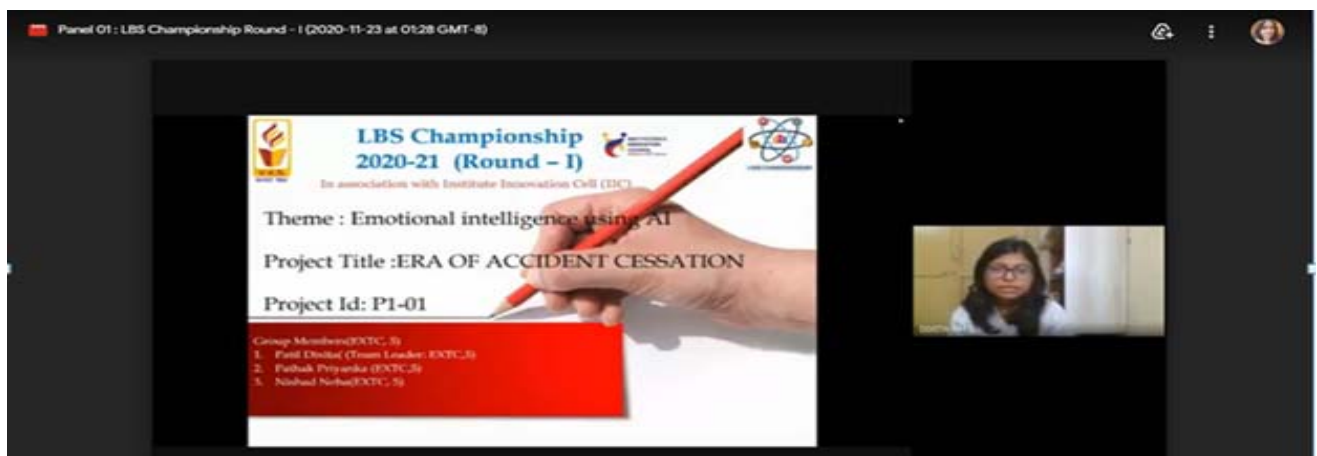 Panel 01 : LBS Championship Round - I (2020-11-23 at 01:28 GMT-8)
LBS Championship
2020-21 (Round – I)
In association with Institute Innovation Cell (IIC)
Theme : Emotional intelligence using AI
Project Title :ERA OF ACCIDENT CESSATION
Project Id: P1-01
Group Members(EXTC, 5)
1. Patil Divita( (Team Leader: EXTC,5)
2. Pathak Priyanka (EXTC,5)
3. Nishad Neha(EXTC, 5)